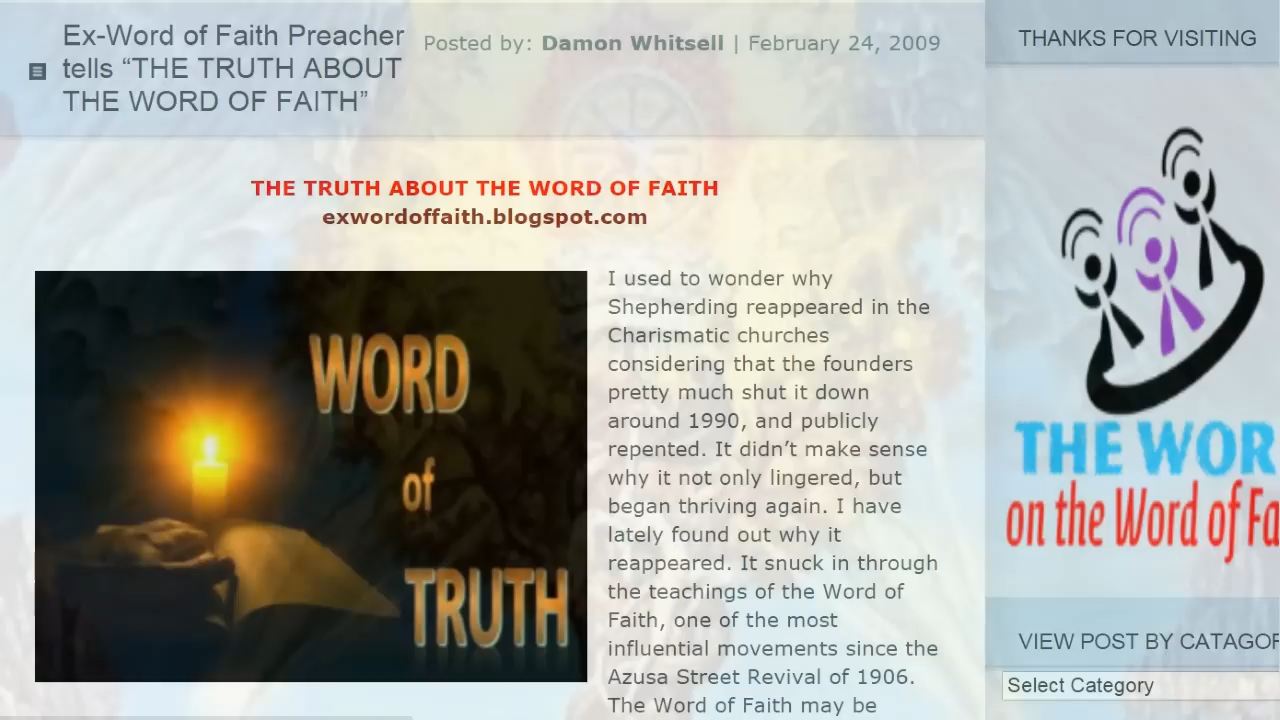 Ex-Word of Faith Preacher
tells “THE TRUTH ABOUT
THE WORD OF FAITH”
Posted by: Damon Whitsell | February 24, 2009
THE TRUTH ABOUT THE WORD OF FAITH
exwordoffaith.blogspot.com
WORD
of
TRUTH
I used to wonder why
Shepherding reappeared in the
Charismatic churches
considering that the founders
pretty much shut it down
around 1990, and publicly
repented. It didn’t make sense
why it not only lingered, but
began thriving again. I have
lately found out why it
reappeared. It snuck in through
the teachings of the Word of
Faith, one of the most
influential movements since the
Azusa Street Revival of 1906.
The Word of Faith may be
THANKS FOR VISITING
THE WOR
on the Word of Fa
VIEW POST BY CATAGOR
Select Category